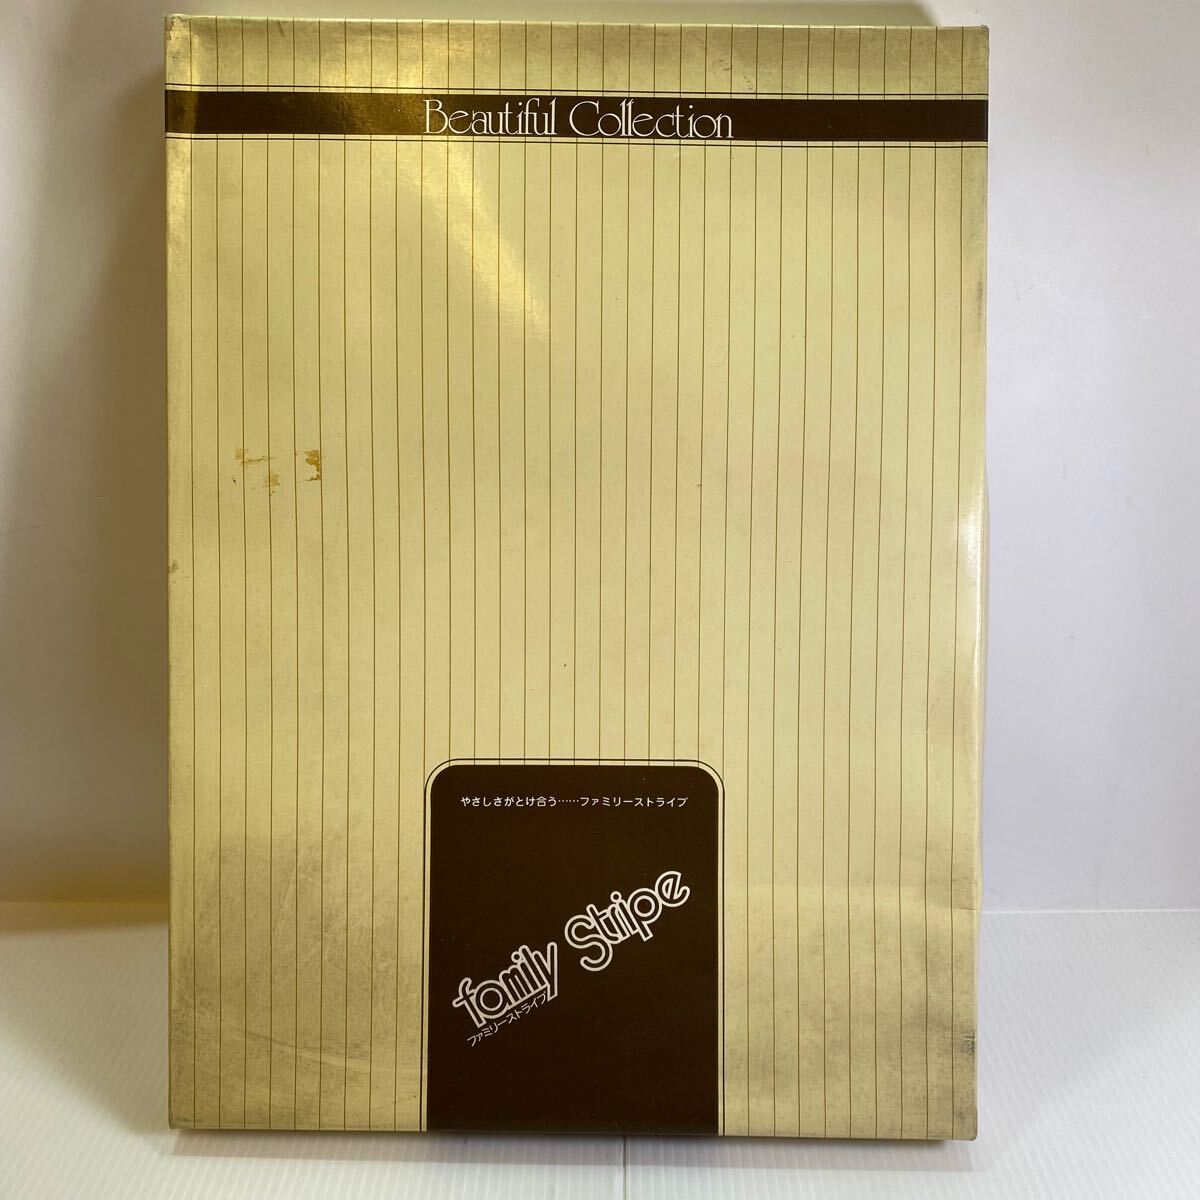 Beautiful Collection
やさしさがとけ合う……ファミリーストライプ
family Stripe
ファミリーストライプ